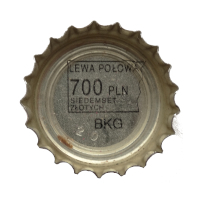 LEWA POŁOWA
700 PLN
SIEDEMSET
ZŁOTYCH
BKG